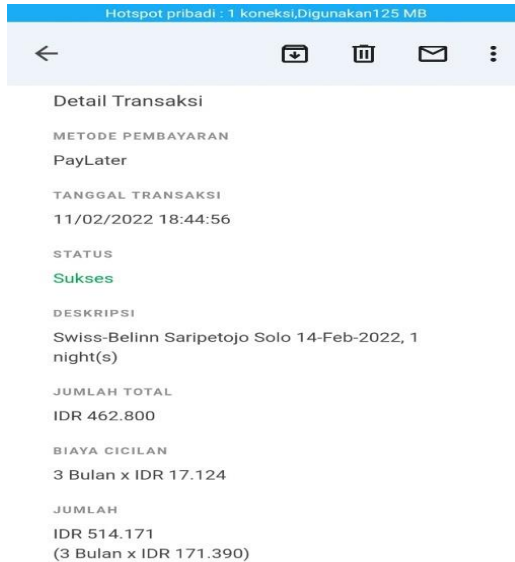 Hotspot pribadi : 1 koneksi,Digunakan125 MB
Detail Transaksi
METODE PEMBAYARAN
PayLater
TANGGAL TRANSAKSI
11/02/2022 18:44:56
STATUS
Sukses
DESKRIPSI
Swiss-Belinn Saripetojo Solo 14-Feb-2022, 1
night(s)
JUMLAH TOTAL
IDR 462.800
BIAYA CICILAN
3 Bulan x IDR 17.124
JUMLAH
IDR 514.171
(3 Bulan x IDR 171.390)